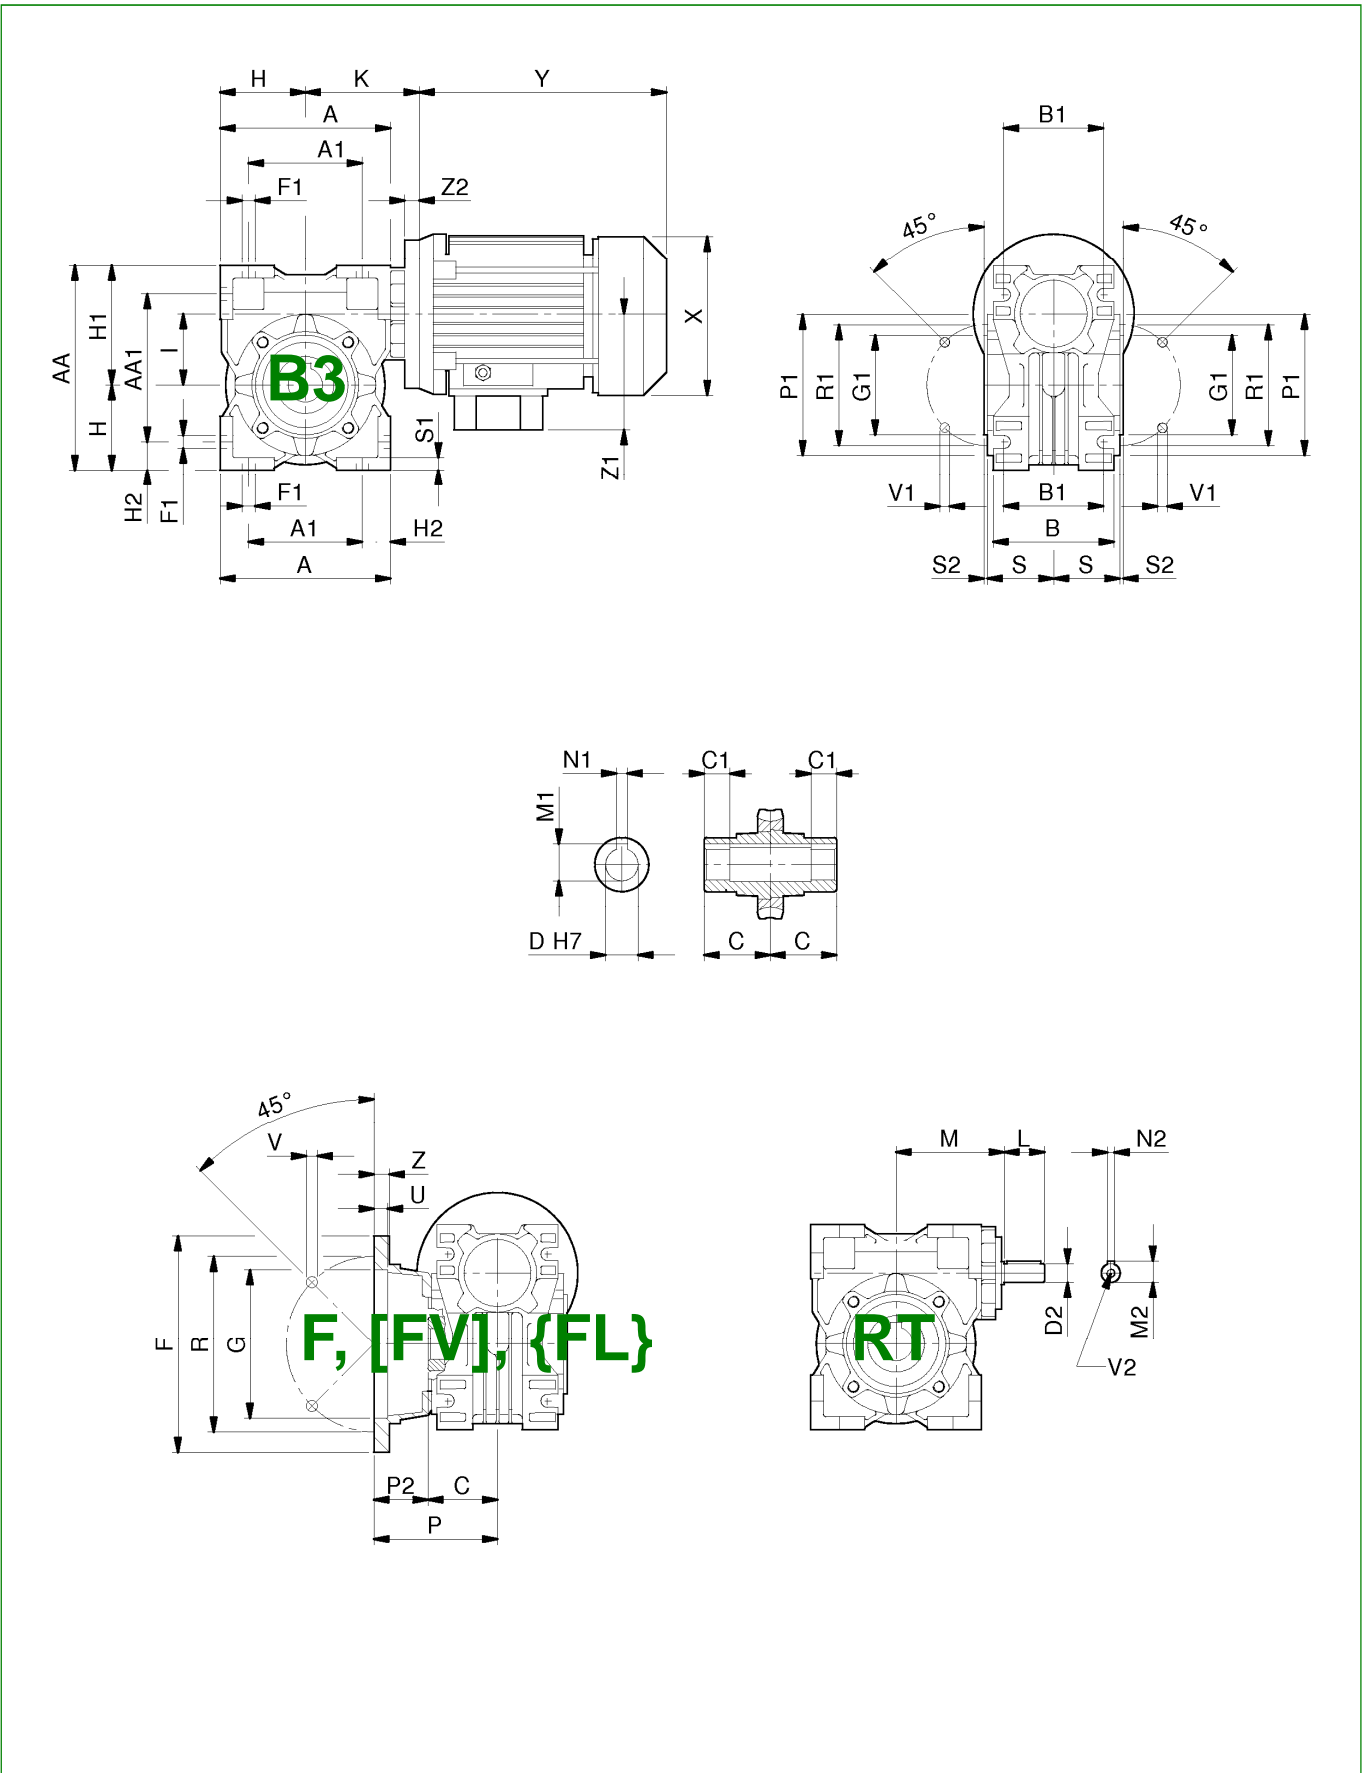 H K Y
A B1
A1
F1 Z2
45° 45°
AA H1 AA1 I B3 X P1 R1 G1 G1 R1 P1
H S1 Z1
H2 F1 F1 V1 B1 V1
A1 H2 B
A S2 S S S2
N1 C1 C1
M1
D H7 C C
45°
V Z M L N2
U
F R G F, [FV], {FL} RT D2 M2
V2
P2 C
P